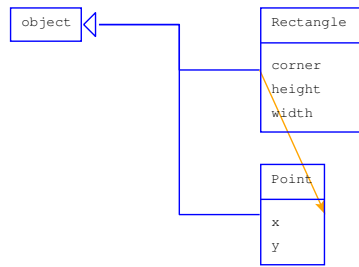 object
Rectangle
corner
height
width
Point
x
y